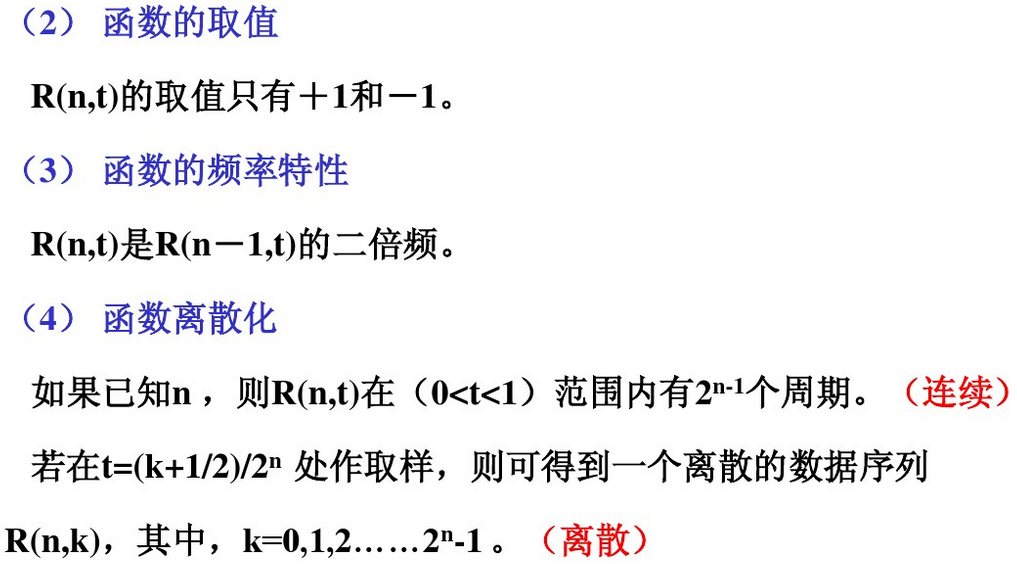 （2） 函数的取值
R(n,t)的取值只有＋1和－1。
（3） 函数的频率特性
R(n,t)是R(n－1,t)的二倍频。
（4） 函数离散化
如果已知n ，则R(n,t)在（0<t<1）范围内有2ⁿ⁻¹个周期。（连续）
若在t=(k+1/2)/2ⁿ 处作取样，则可得到一个离散的数据序列
R(n,k)，其中，k=0,1,2……2ⁿ-1 。（离散）